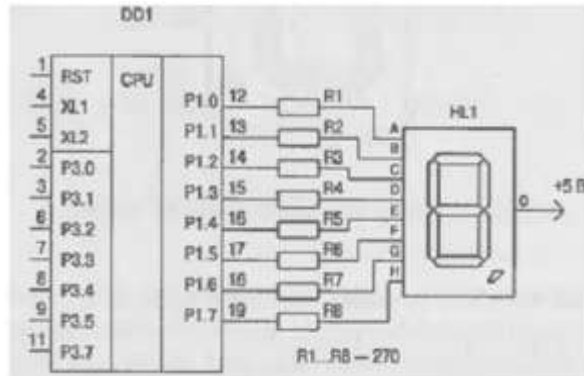 DD1
1 RST CPU
4 XL1
5 XL2
2 P3.0
3 P3.1
6 P3.2
7 P3.3
8 P3.4
9 P3.5
11 P3.7
P1.0 12 R1
P1.1 13 R2
P1.2 14 R3
P1.3 15 R4
P1.4 16 R5
P1.5 17 R6
P1.6 16 R7
P1.7 19 R8
HL1
A
B
C
D
E
F
G
H
0 +5 В
R1...R8 – 270